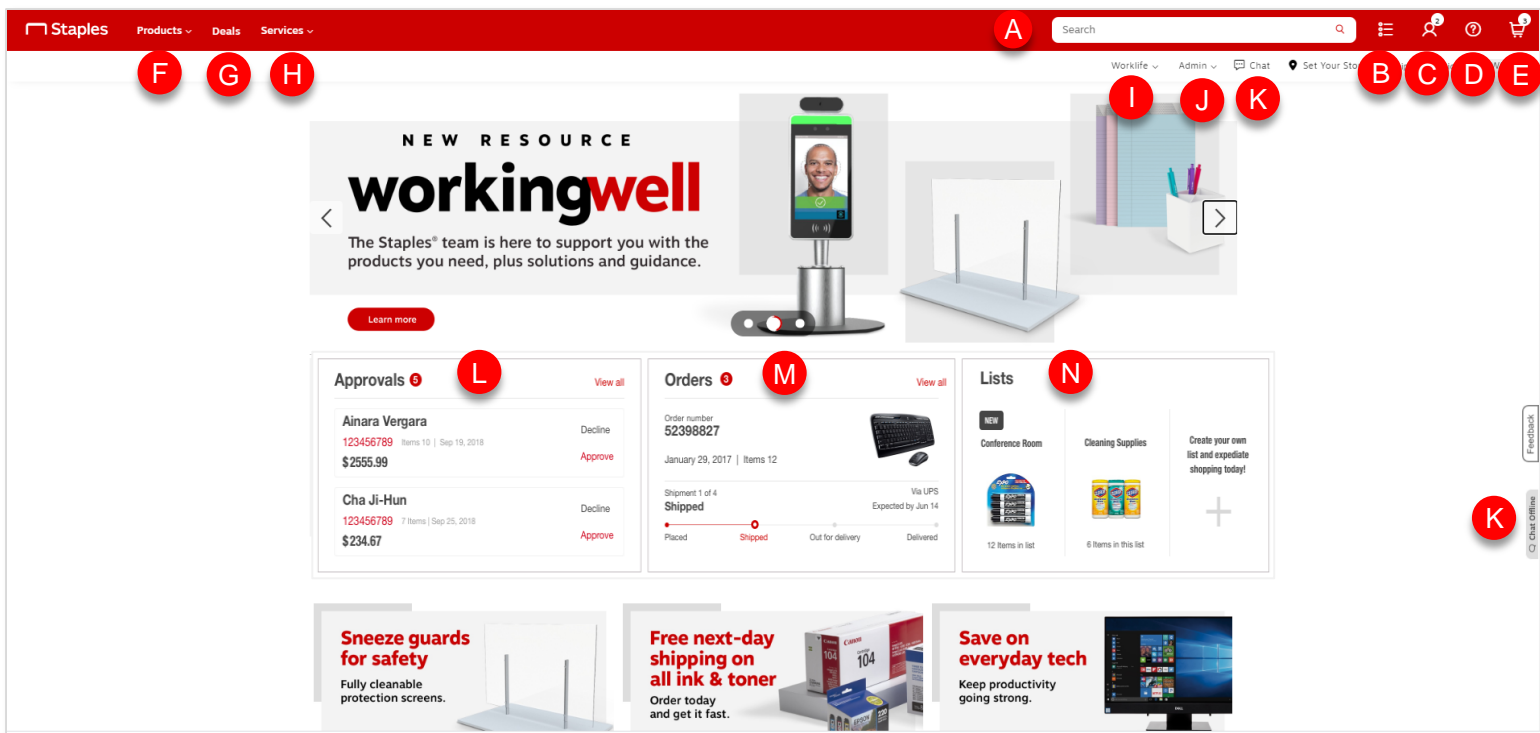 Staples
Products
Deals
Services
A
Search
2
3
F
G
H
Worklife
Admin
Chat
Set Your
B
C
D
E
I
J
K
NEW RESOURCE
workingwell
The Staples® team is here to support you with the
products you need, plus solutions and guidance.
Learn more
Approvals 5
L
View all
Ainara Vergara
123456789 Items 10 | Sep 19, 2018
$2555.99
Decline
Approve
Cha Ji-Hun
123456789 7 Items | Sep 25, 2018
$234.67
Decline
Approve
Orders 3
M
View all
Order number
52398827
January 29, 2017 | Items 12
Shipment 1 of 4
Shipped
Via UPS
Expected by Jun 14
Placed Shipped Out for delivery Delivered
Lists
N
NEW
Conference Room
12 Items in list
Cleaning Supplies
6 Items in this list
Create your own
list and expediate
shopping today!
Feedback
K
Chat Offline
Sneeze guards
for safety
Fully cleanable
protection screens.
Free next-day
shipping on
all ink & toner
Order today
and get it fast.
Canon
104
104
EPSON
200
Save on
everyday tech
Keep productivity
going strong.
DELL